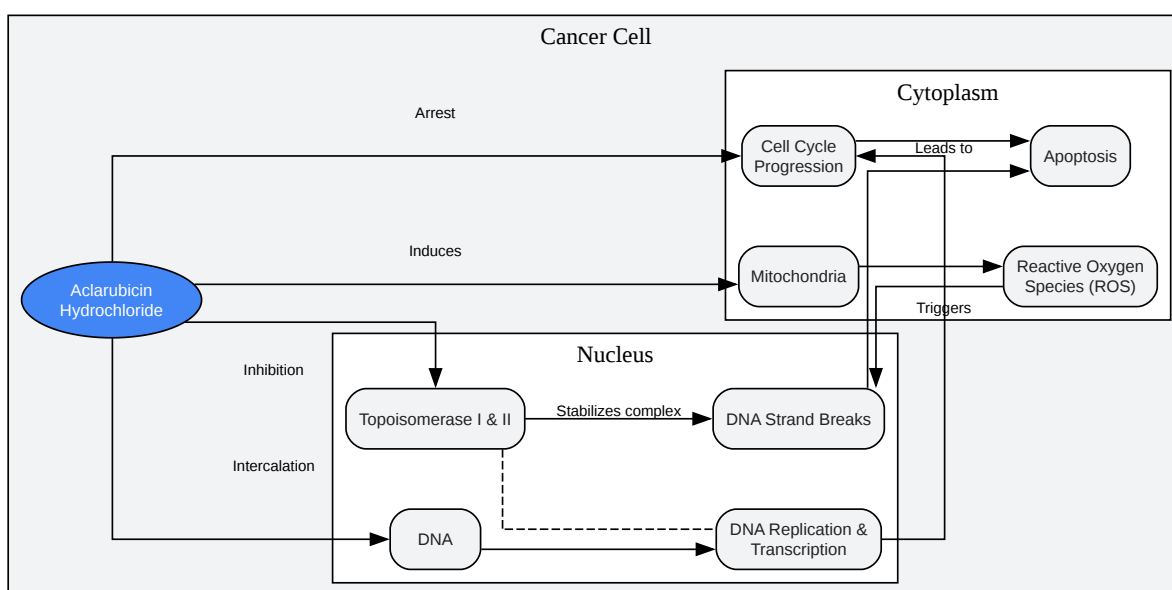 Cancer Cell
Cytoplasm
Arrest
Cell Cycle
Progression
Leads to
Apoptosis
Induces
Mitochondria
Reactive Oxygen
Species (ROS)
Aclarubicin
Hydrochloride
Triggers
Nucleus
Inhibition
Topoisomerase I & II
Stabilizes complex
DNA Strand Breaks
Intercalation
DNA
DNA Replication &
Transcription